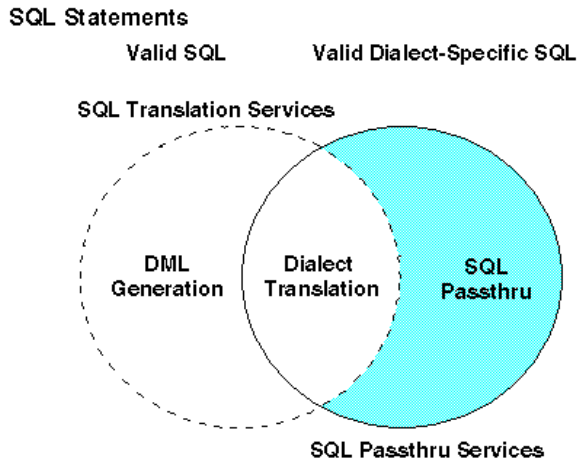 SQL Statements
Valid SQL
Valid Dialect-Specific SQL
SQL Translation Services
DML
Generation
Dialect
Translation
SQL
Passthru
SQL Passthru Services